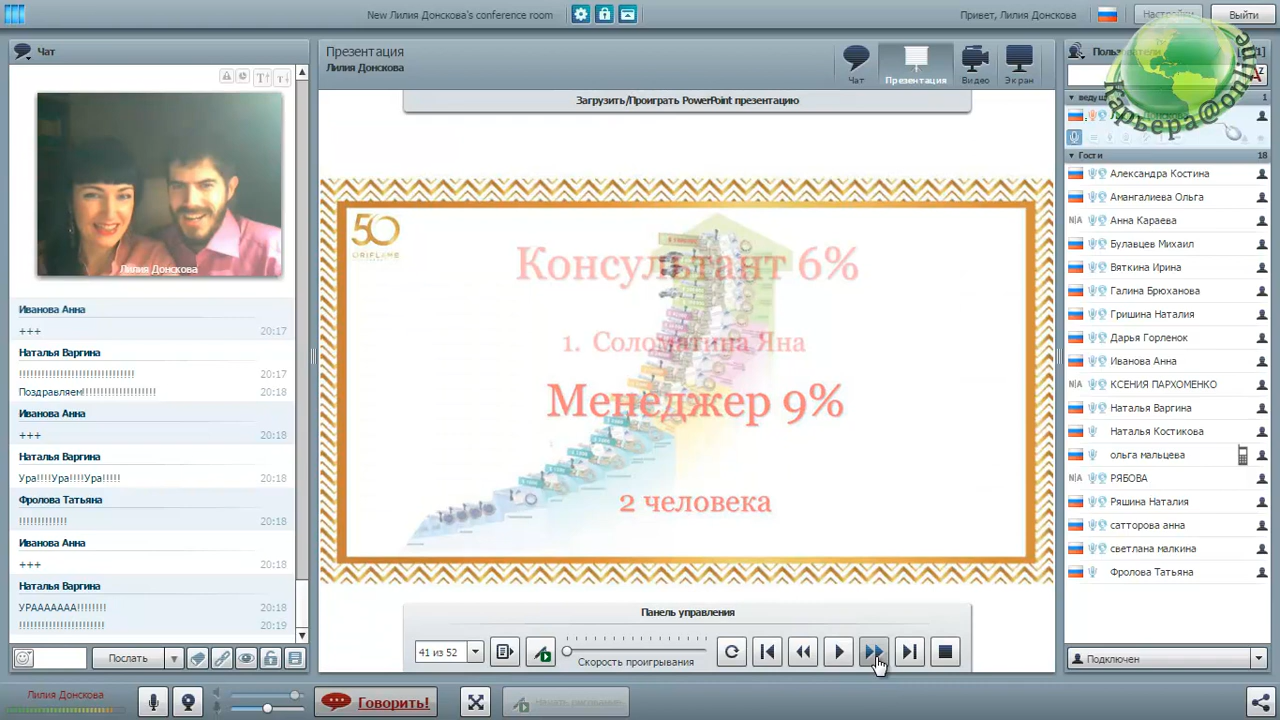 New Лилия Донскова's conference room
Привет, Лилия Донскова
Настройки
Выйти
Чат
Лилия Донскова
Иванова Анна
+++ 20:17
Наталья Варгина
!!!!!!!!!!!!!!!!!!!!!!!!!!!!!!! 20:17
Поздравляем!!!!!!!!!!!!!!!!!!! 20:18
Иванова Анна
+++ 20:18
Наталья Варгина
Ура!!!!Ура!!!!Ура!!!!! 20:18
Фролова Татьяна
!!!!!!!!!!!!! 20:18
Иванова Анна
+++ 20:18
Наталья Варгина
УРААААААА!!!!!!!! 20:18
!!!!!!!!!!!!!!!!!!!!!!! 20:19
Послать
Презентация
Лилия Донскова
Чат
Презентация
Видео
Экран
Загрузить/Проиграть PowerPoint презентацию
50
ORIFLAME
Консультант 6%
1. Соломатина Яна
Менеджер 9%
2 человека
Панель управления
41 из 52
Скорость проигрывания
Пользователи
карьера@online
ведущ 1
Гости 18
Александра Костина
Амангалиева Ольга
N|A Анна Караева
Булавцев Михаил
Вяткина Ирина
Галина Брюханова
Гришина Наталия
Дарья Горленок
Иванова Анна
N|A КСЕНИЯ ПАРХОМЕНКО
Наталья Варгина
Наталья Костикова
ольга мальцева
N|A РЯБОВА
Ряшина Наталия
сатторова анна
светлана малкина
Фролова Татьяна
Подключен
Лилия Донскова
Говорить!
Начать рисование